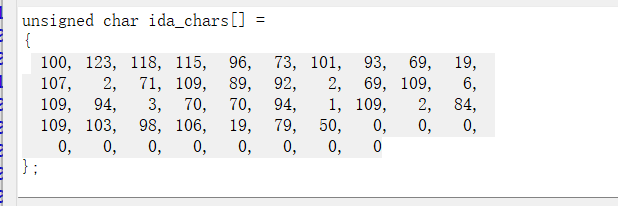 unsigned char ida_chars[] =
{
100, 123, 118, 115, 96, 73, 101, 93, 69, 19,
107, 2, 71, 109, 89, 92, 2, 69, 109, 6,
109, 94, 3, 70, 70, 94, 1, 109, 2, 84,
109, 103, 98, 106, 19, 79, 50, 0, 0, 0,
0, 0, 0, 0, 0, 0, 0, 0
};